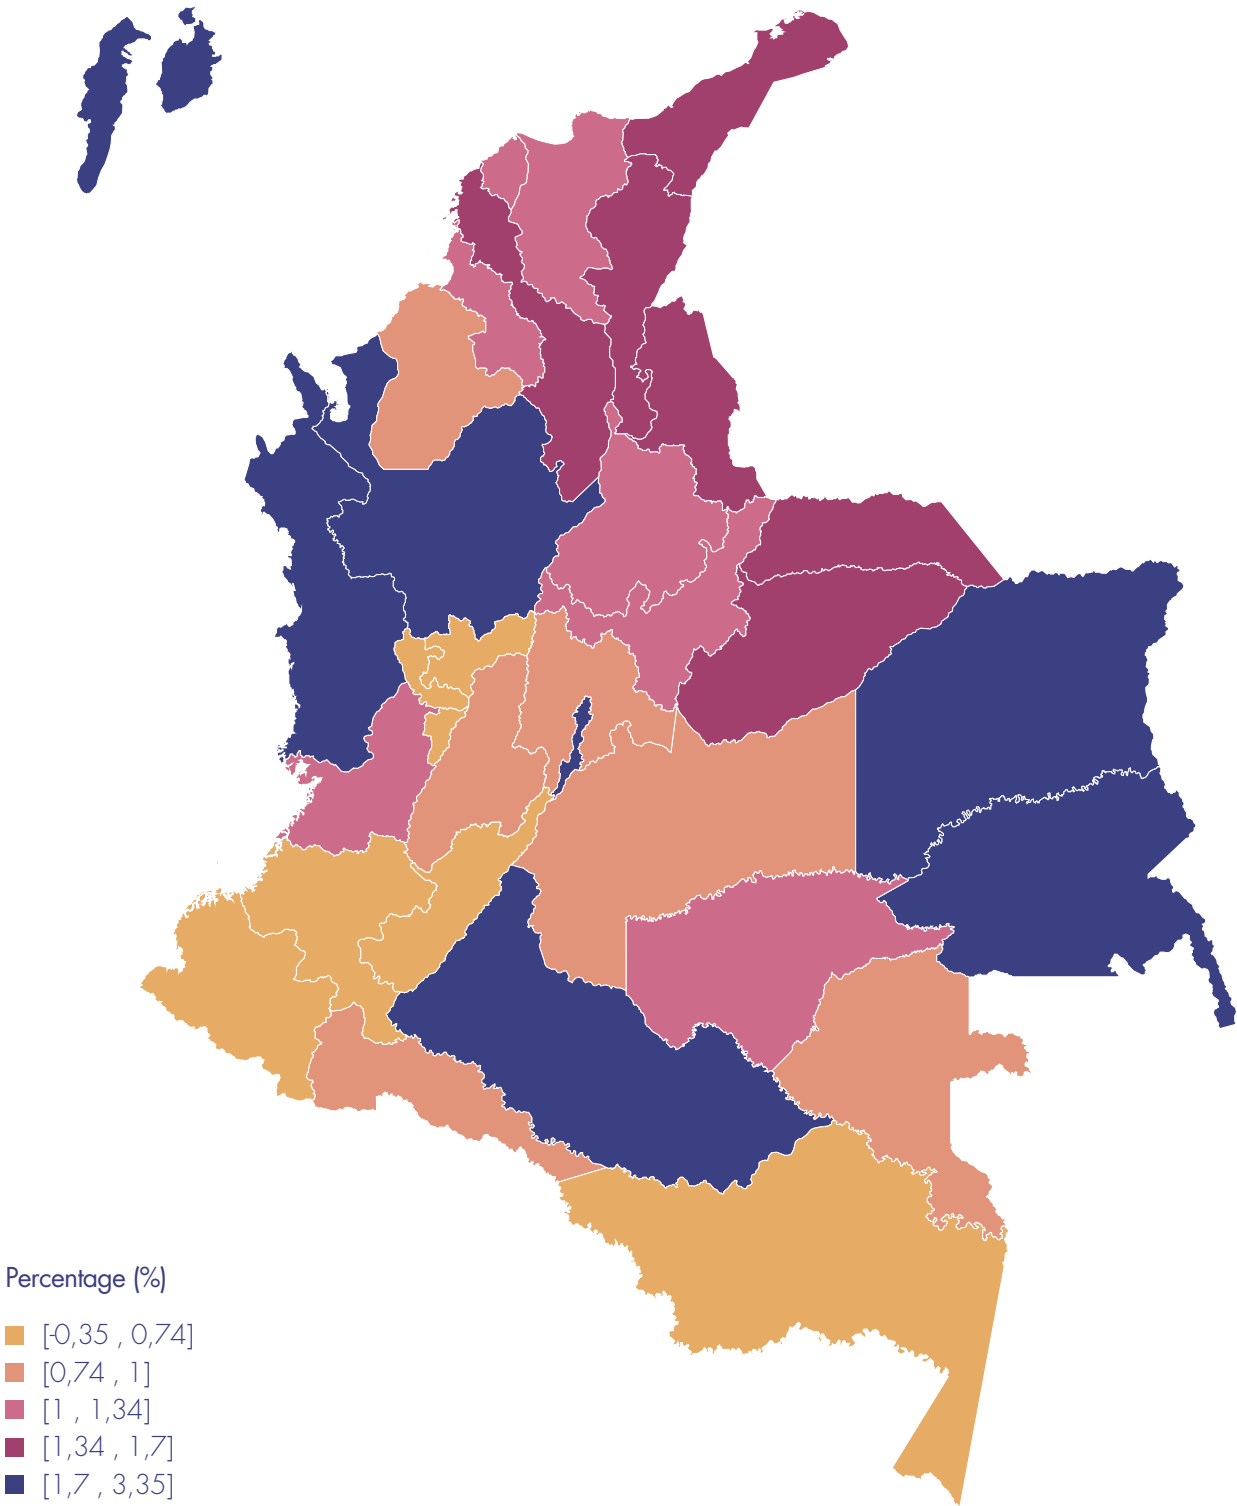 Percentage (%)
[-0,35 , 0,74]
[0,74 , 1]
[1 , 1,34]
[1,34 , 1,7]
[1,7 , 3,35]